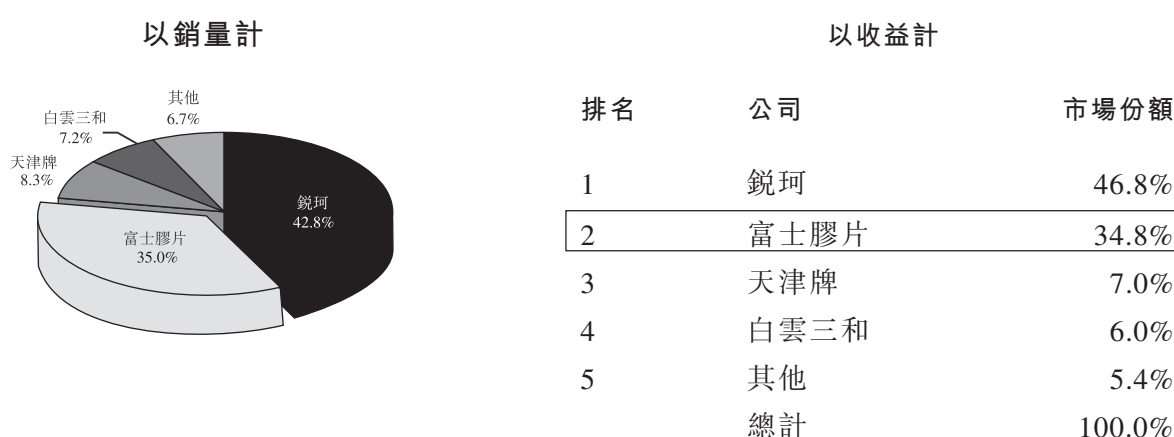 以銷量計
其他
6.7%
白雲三和
7.2%
天津牌
8.3%
銳珂
42.8%
富士膠片
35.0%
以收益計
排名 公司 市場份額
1 銳珂 46.8%
2 富士膠片 34.8%
3 天津牌 7.0%
4 白雲三和 6.0%
5 其他 5.4%
總計 100.0%